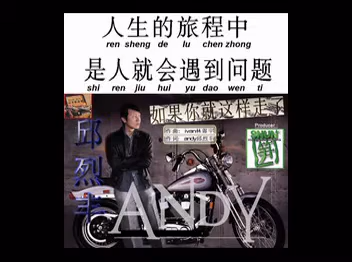 人生的旅程中
ren sheng de lu chen zhong
是人就会遇到问题
shi ren jiu hui yu dao wen ti
如果你就这样走了
Producer
邱烈丰
ANDY